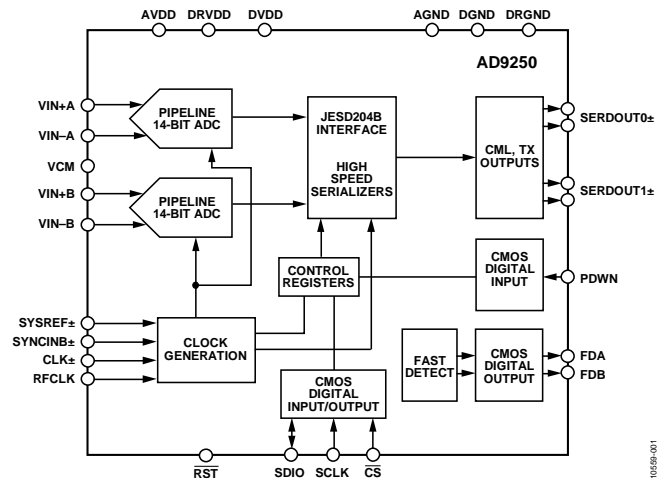 AVDD DRVDD DVDD AGND DGND DRGND
AD9250
VIN+A
VIN–A
VCM
VIN+B
VIN–B
PIPELINE
14-BIT ADC
PIPELINE
14-BIT ADC
JESD204B
INTERFACE
HIGH
SPEED
SERIALIZERS
CML, TX
OUTPUTS
SERDOUT0±
SERDOUT1±
CONTROL
REGISTERS
CMOS
DIGITAL
INPUT
PDWN
SYSREF±
SYNCINB±
CLK±
RFCLK
CLOCK
GENERATION
CMOS
DIGITAL
INPUT/OUTPUT
FAST
DETECT
CMOS
DIGITAL
OUTPUT
FDA
FDB
RST SDIO SCLK CS
10559-001